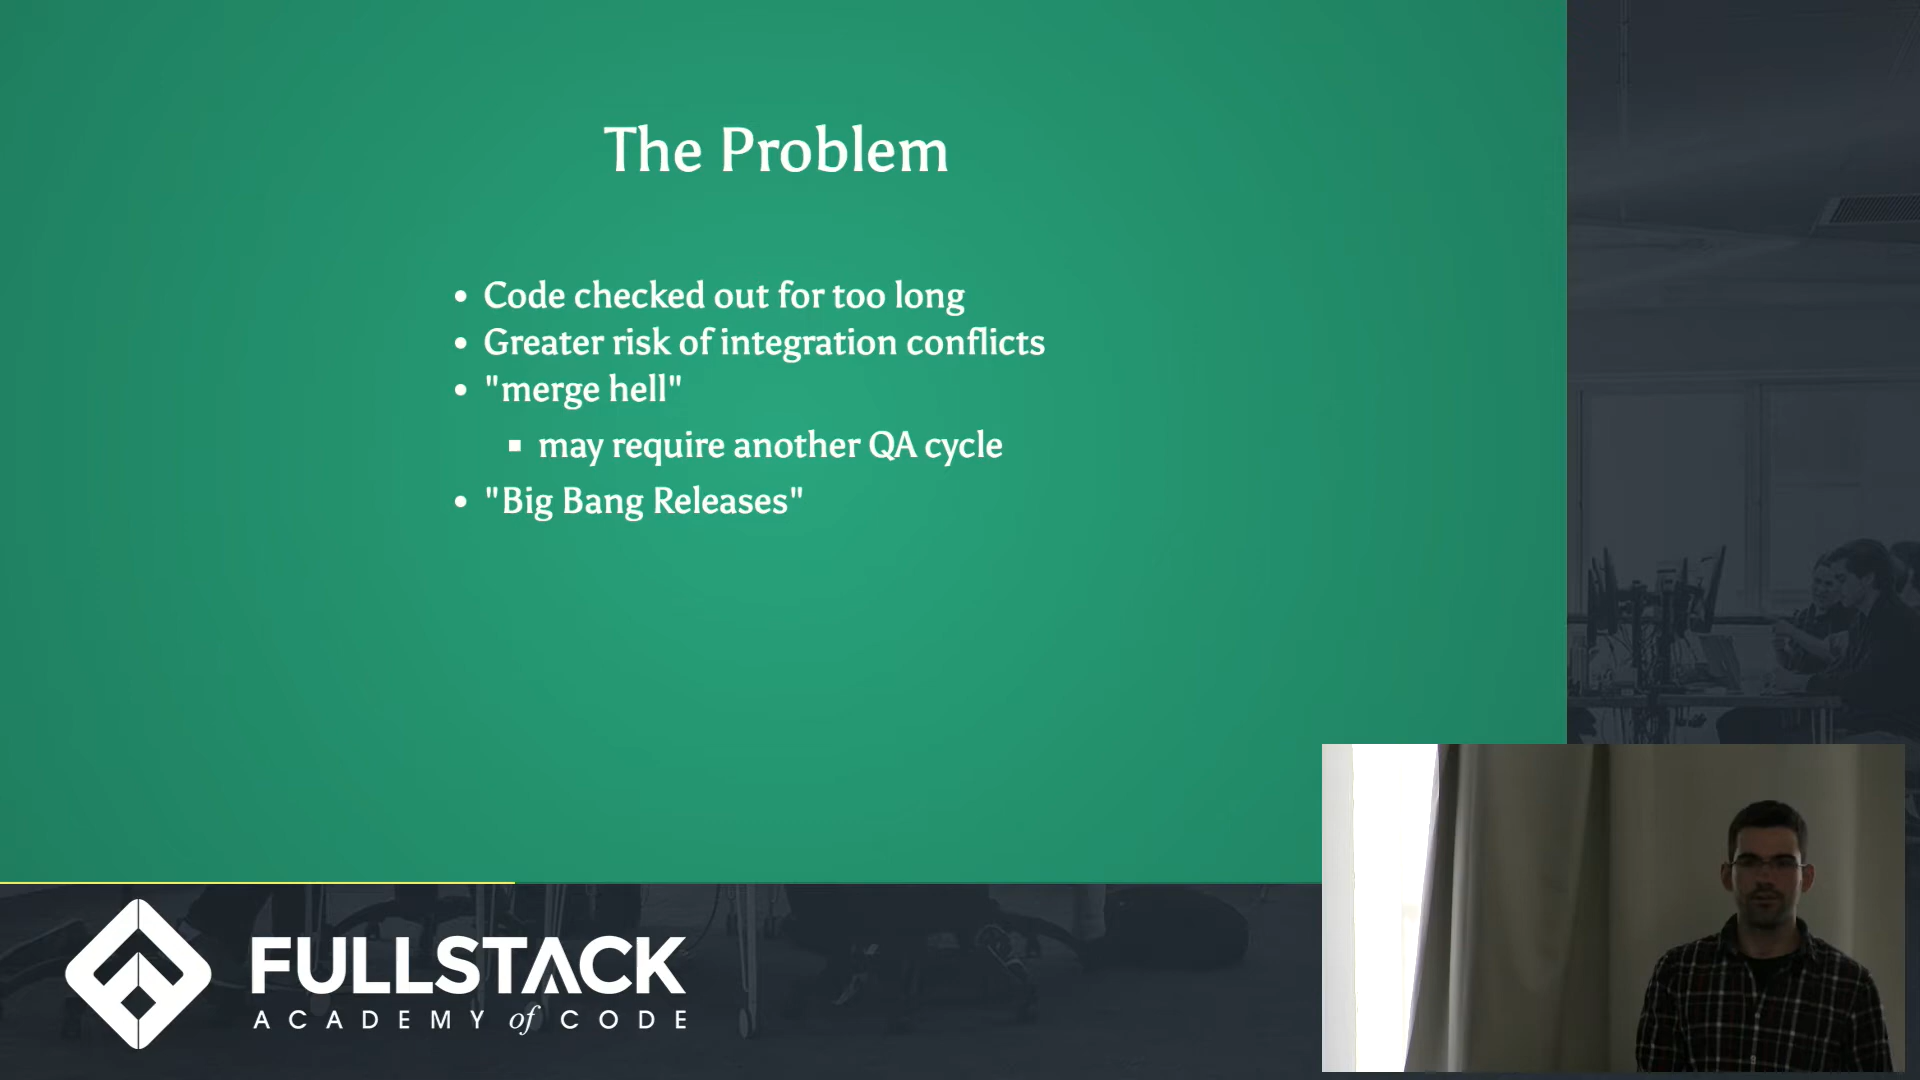 The Problem
Code checked out for too long
Greater risk of integration conflicts
"merge hell"
may require another QA cycle
"Big Bang Releases"
FULLSTACK
ACADEMY of CODE